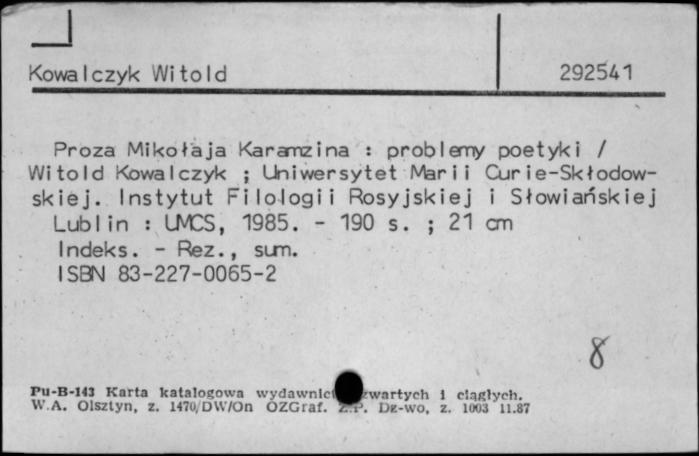 Kowalczyk Witold 292541
Proza Mikołaja Karamzina : problemy poetyki /
Witold Kowalczyk ; Uniwersytet Marii Curie-Skłodow-
skiej. Instytut Filologii Rosyjskiej i Słowiańskiej
Lublin : UMCS, 1985. - 190 s. ; 21 cm
Indeks. - Rez., sum.
ISBN 83-227-0065-2
8
Pu-B-143 Karta katalogowa zwartych i ciągłych.
W.A. Olsztyn, z. 1470/DW/On OZGraf. Z.P. Dz-wo, z. 1003 11.87